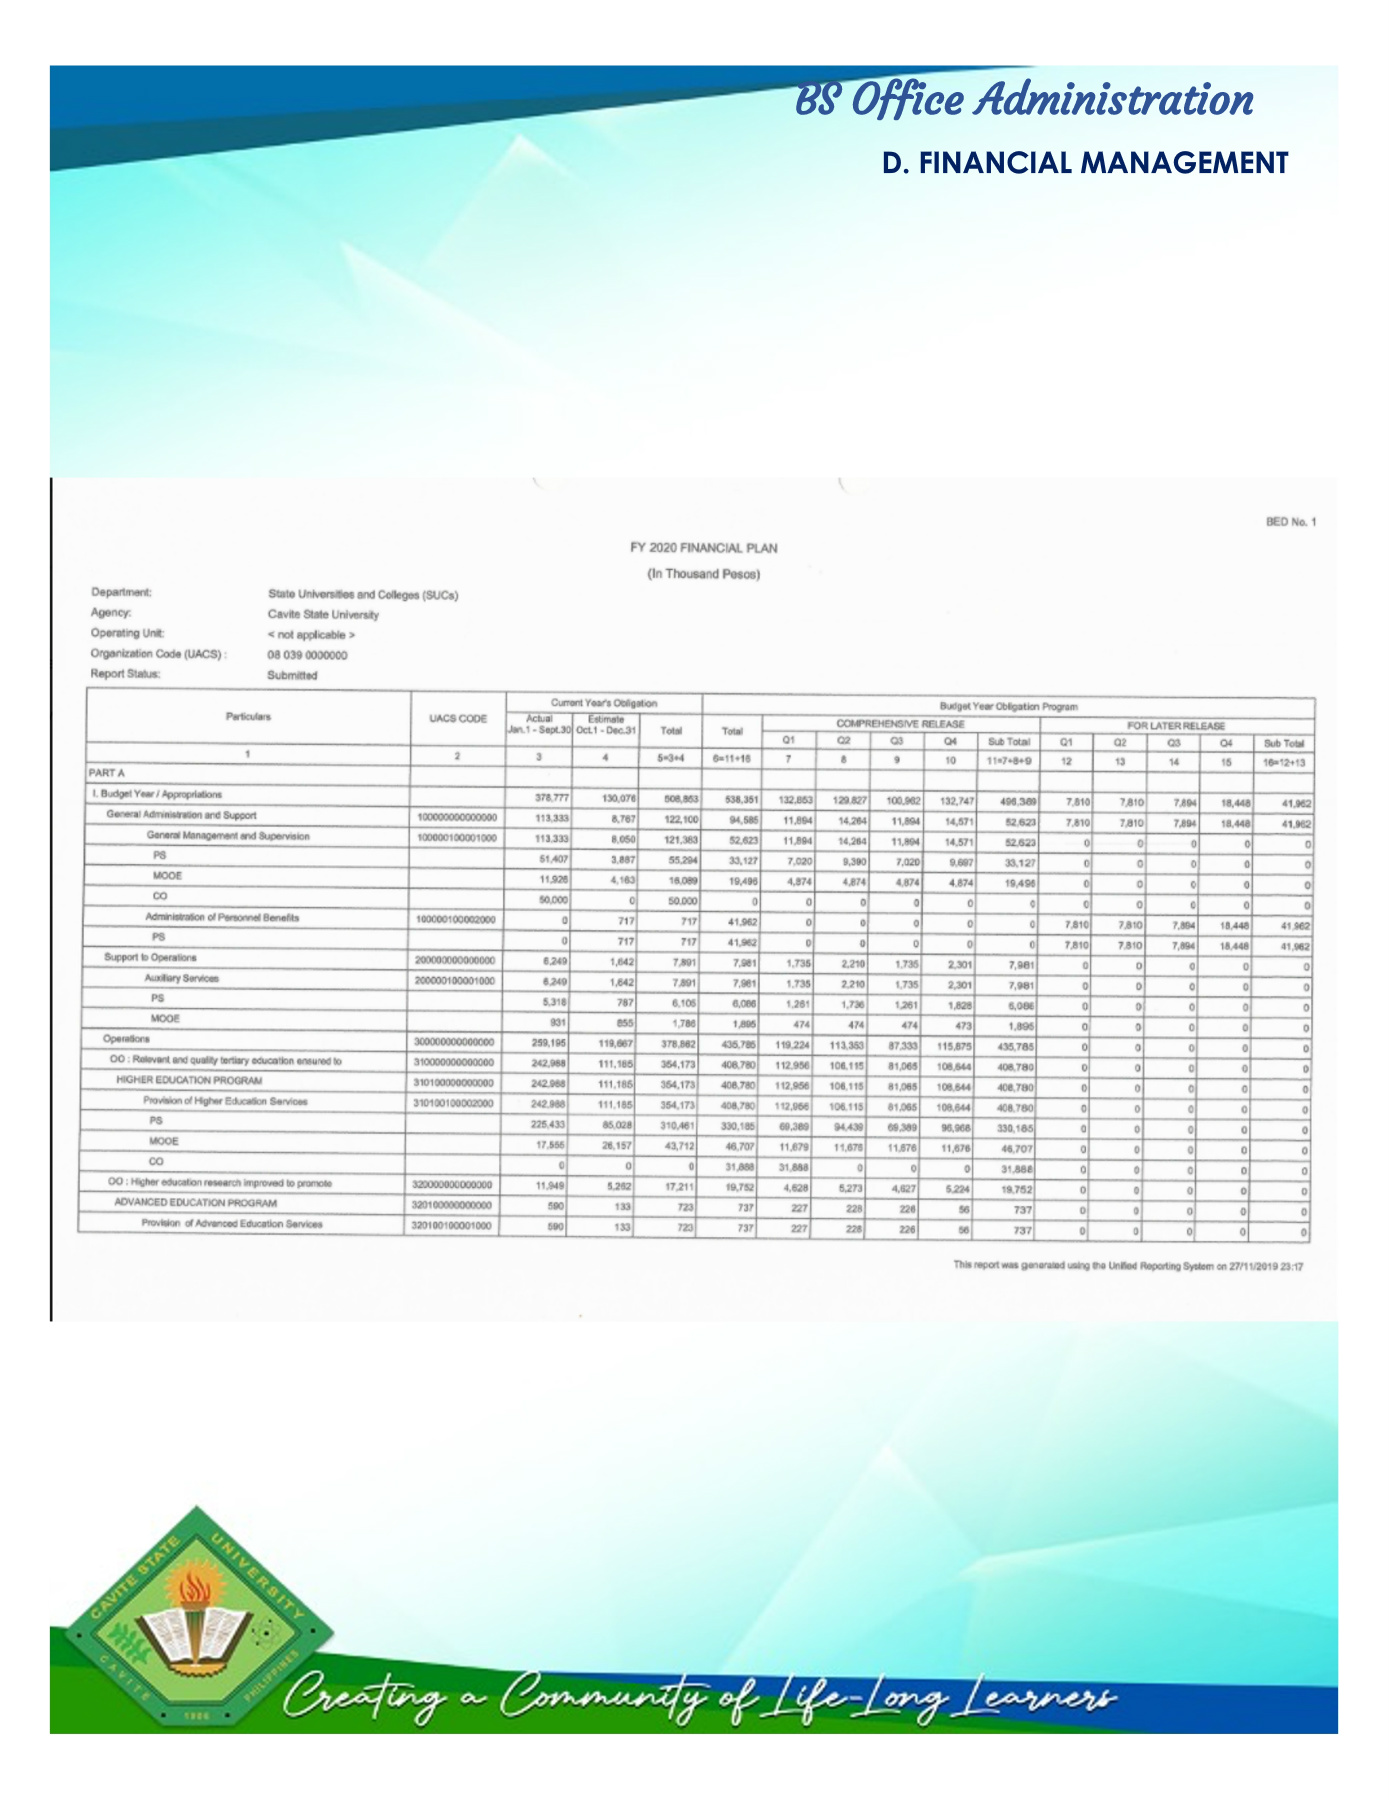 BS Office Administration
D. FINANCIAL MANAGEMENT
BED No. 1
FY 2020 FINANCIAL PLAN
(In Thousand Pesos)
Department: State Universities and Colleges (SUCs)
Agency: Cavite State University
Operating Unit: < not applicable >
Organization Code (UACS) : 08 039 0000000
Report Status: Submitted
Particulars UACS CODE Current Year's Obligation Budget Year Obligation Program
Actual Jan.1 - Sept.30 Estimate Oct.1 - Dec.31 Total Total COMPREHENSIVE RELEASE FOR LATER RELEASE
Q1 Q2 Q3 Q4 Sub Total Q1 Q2 Q3 Q4 Sub Total
1 2 3 4 5=3+4 6=11+16 7 8 9 10 11=7+8+9 12 13 14 15 16=12+13
PART A
I. Budget Year / Appropriations 378,777 130,076 508,853 538,351 132,853 129,827 100,962 132,747 496,389 7,810 7,810 7,894 18,448 41,962
General Administration and Support 100000000000000 113,333 8,767 122,100 94,585 11,894 14,264 11,894 14,571 52,623 7,810 7,810 7,894 18,448 41,962
General Management and Supervision 100000100001000 113,333 8,050 121,383 52,623 11,894 14,264 11,894 14,571 52,623 0 0 0 0 0
PS 51,407 3,887 55,294 33,127 7,020 9,390 7,020 9,697 33,127 0 0 0 0 0
MOOE 11,926 4,163 16,089 19,496 4,874 4,874 4,874 4,874 19,496 0 0 0 0 0
CO 50,000 0 50,000 0 0 0 0 0 0 0 0 0 0 0
Administration of Personnel Benefits 100000100002000 0 717 717 41,962 0 0 0 0 0 7,810 7,810 7,894 18,448 41,962
PS 0 717 717 41,962 0 0 0 0 0 7,810 7,810 7,894 18,448 41,962
Support to Operations 200000000000000 6,249 1,642 7,891 7,981 1,735 2,210 1,735 2,301 7,981 0 0 0 0 0
Auxiliary Services 200000100001000 6,249 1,642 7,891 7,981 1,735 2,210 1,735 2,301 7,981 0 0 0 0 0
PS 5,318 787 6,105 6,086 1,261 1,736 1,261 1,828 6,086 0 0 0 0 0
MOOE 931 855 1,786 1,895 474 474 474 473 1,895 0 0 0 0 0
Operations 300000000000000 259,195 119,667 378,862 435,785 119,224 113,353 87,333 115,875 435,785 0 0 0 0 0
OO : Relevant and quality tertiary education ensured to 310000000000000 242,988 111,185 354,173 408,780 112,956 106,115 81,065 108,644 408,780 0 0 0 0 0
HIGHER EDUCATION PROGRAM 310100000000000 242,988 111,185 354,173 408,780 112,956 106,115 81,065 108,644 408,780 0 0 0 0 0
Provision of Higher Education Services 310100100002000 242,988 111,185 354,173 408,780 112,956 106,115 81,065 108,644 408,780 0 0 0 0 0
PS 225,433 85,028 310,461 330,185 69,389 94,439 69,389 96,968 330,185 0 0 0 0 0
MOOE 17,555 26,157 43,712 46,707 11,679 11,676 11,676 11,676 46,707 0 0 0 0 0
CO 0 0 0 31,888 31,888 0 0 0 31,888 0 0 0 0 0
OO : Higher education research improved to promote 320000000000000 11,949 5,262 17,211 19,752 4,628 5,273 4,627 5,224 19,752 0 0 0 0 0
ADVANCED EDUCATION PROGRAM 320100000000000 590 133 723 737 227 228 226 56 737 0 0 0 0 0
Provision of Advanced Education Services 320100100001000 590 133 723 737 227 228 226 56 737 0 0 0 0 0
This report was generated using the Unified Reporting System on 27/11/2019 23:17
CAVITE STATE UNIVERSITY
CAVITE PHILIPPINES
1906
Creating a Community of Life-Long Learners